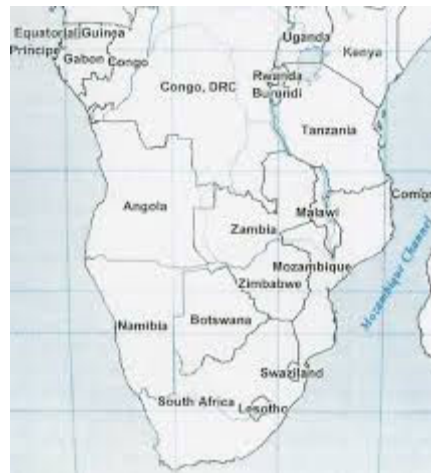 Uganda
Equatorial Guinea
Kenya
Principe
Gabon
Congo
Rwanda
Congo, DRC
Burundi
Tanzania
Angola
Malawi
Zambia
Mozambique
Zimbabwe
Mozambique Channel
Namibia
Botswana
Swaziland
South Africa
Lesotho